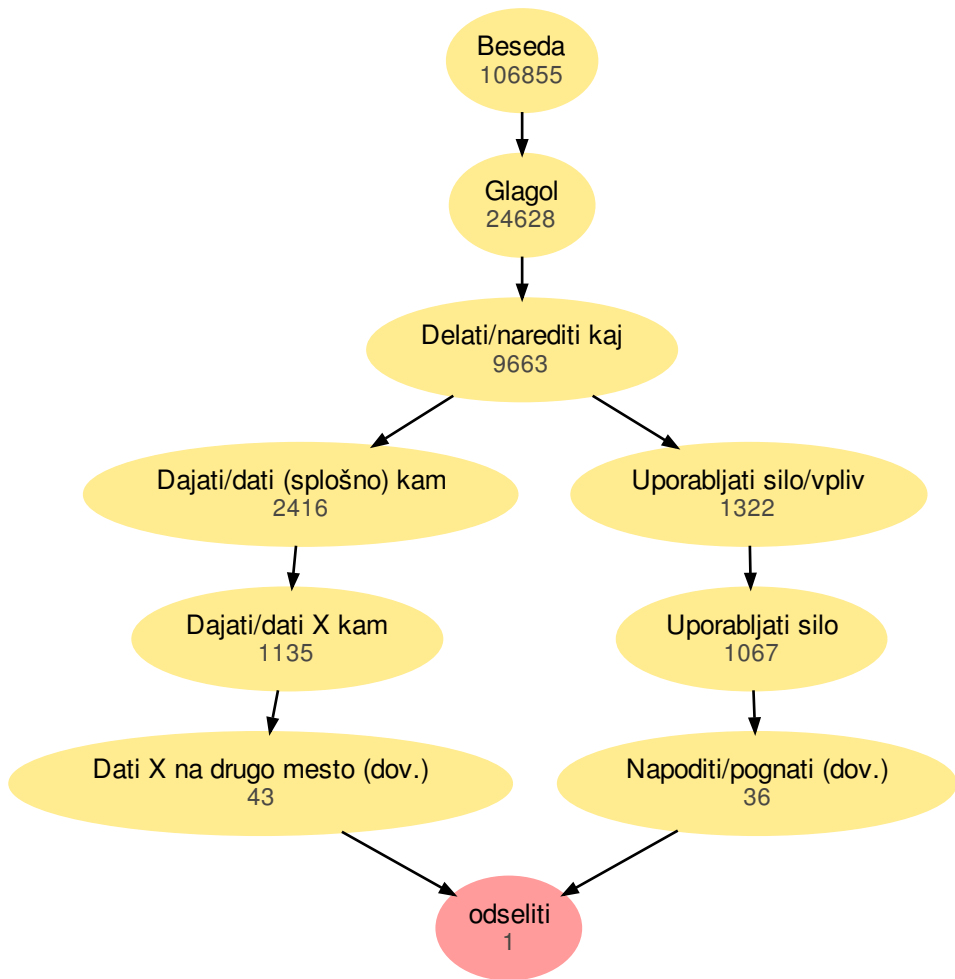 Beseda
106855
Glagol
24628
Delati/narediti kaj
9663
Dajati/dati (splošno) kam
2416
Uporabljati silo/vpliv
1322
Dajati/dati X kam
1135
Uporabljati silo
1067
Dati X na drugo mesto (dov.)
43
Napoditi/pognati (dov.)
36
odseliti
1